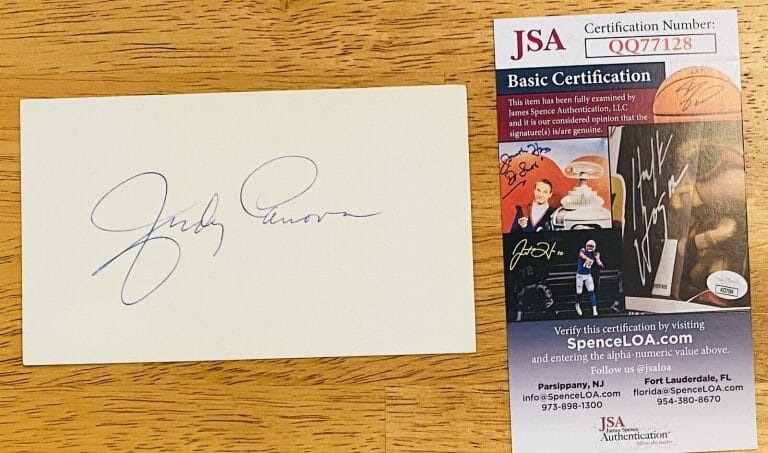 Judy Canova
JSA
Certification Number:
QQ77128
Basic Certification
This item has been fully examined by
James Spence Authentication, LLC
and it is our considered opinion that the
signature(s) is/are genuine.
Hulk
Hogan
Verify this certification by visiting
SpenceLOA.com
and entering the alpha-numeric value above.
Follow us @jsaloa
Parsippany, NJ
info@SpenceLOA.com
973-898-1300
Fort Lauderdale, FL
florida@SpenceLOA.com
954-380-8670
JSA
James Spence
Authentication